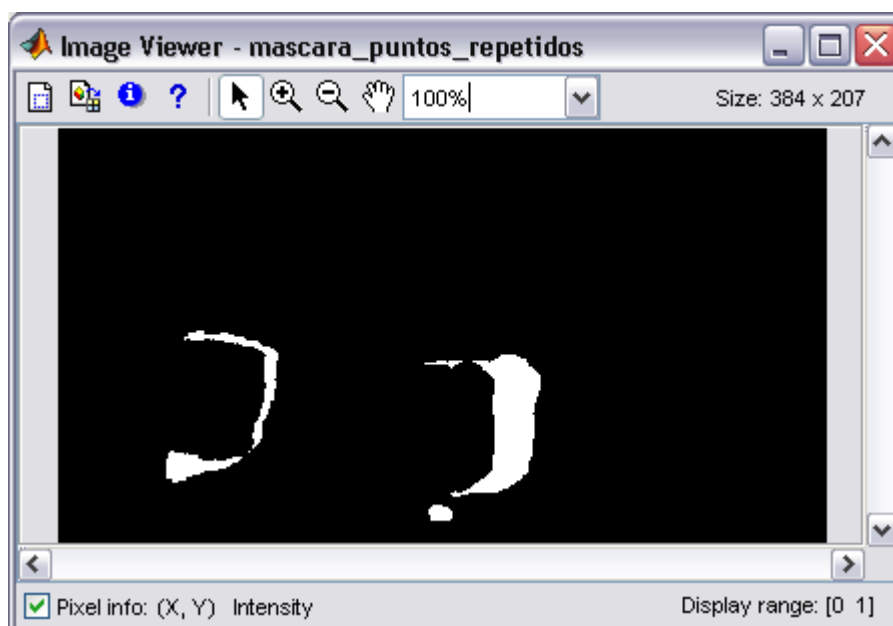 Image Viewer - mascara_puntos_repetidos
100% Size: 384 x 207
Pixel info: (X, Y) Intensity Display range: [0 1]